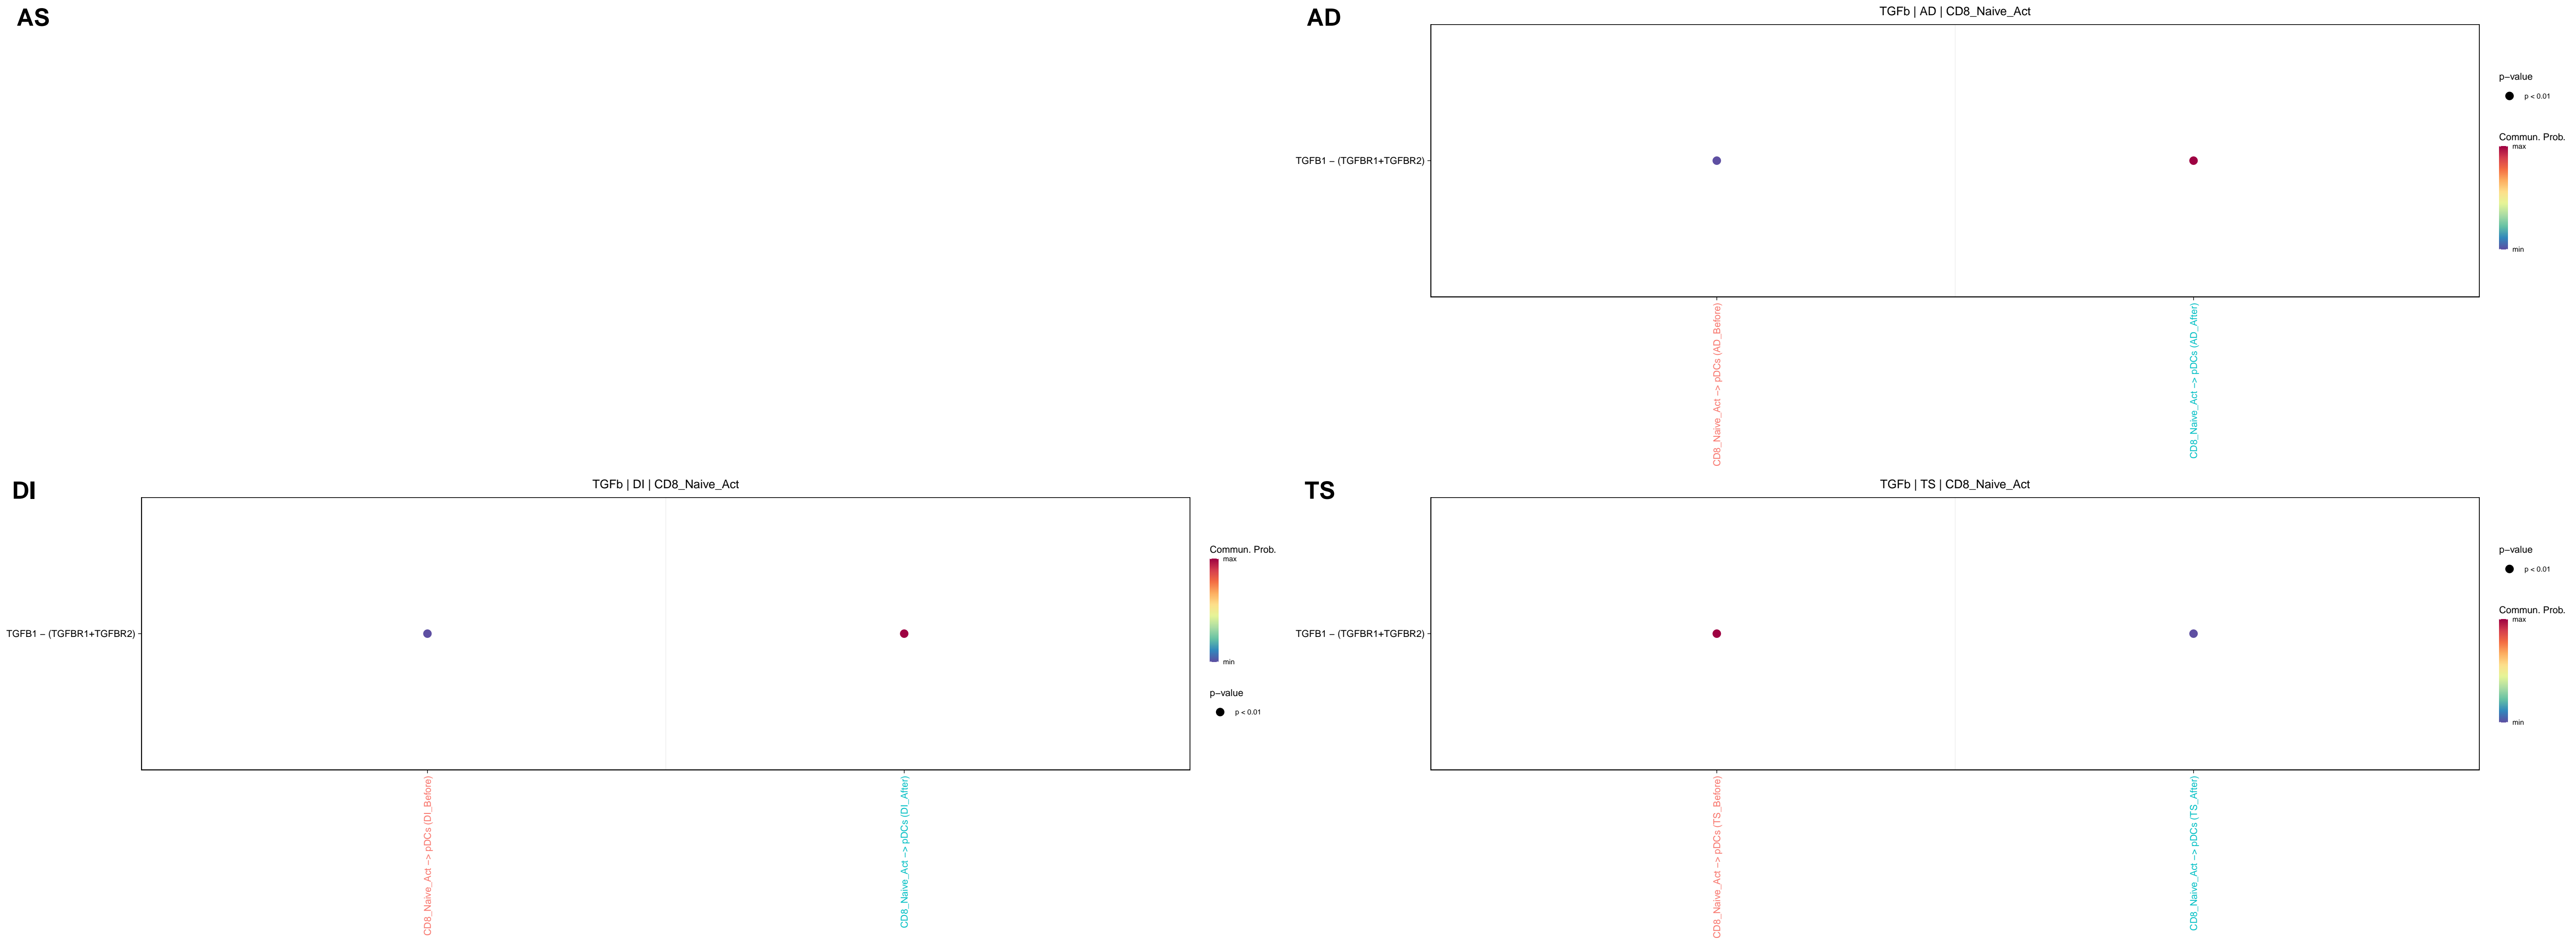 AS
AD
TGFb | AD | CD8_Naive_Act
TGFB1 − (TGFBR1+TGFBR2)
CD8_Naive_Act −> pDCs (AD_Before)
CD8_Naive_Act −> pDCs (AD_After)
p−value
p < 0.01
Commun. Prob.
max
min
DI
TGFb | DI | CD8_Naive_Act
TGFB1 − (TGFBR1+TGFBR2)
CD8_Naive_Act −> pDCs (DI_Before)
CD8_Naive_Act −> pDCs (DI_After)
Commun. Prob.
max
min
p−value
p < 0.01
TS
TGFb | TS | CD8_Naive_Act
TGFB1 − (TGFBR1+TGFBR2)
CD8_Naive_Act −> pDCs (TS_Before)
CD8_Naive_Act −> pDCs (TS_After)
p−value
p < 0.01
Commun. Prob.
max
min